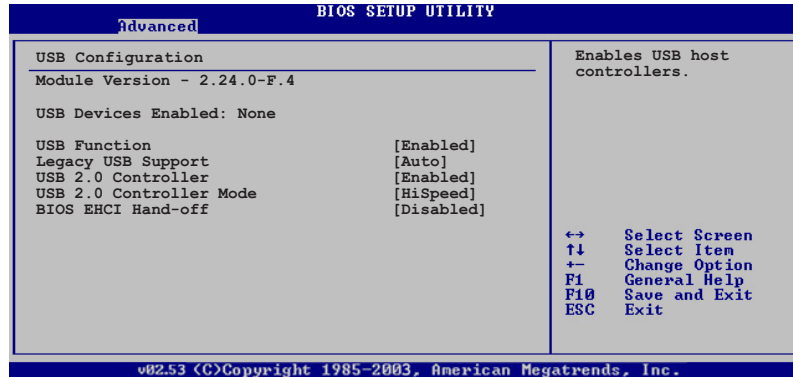 BIOS SETUP UTILITY
Advanced
USB Configuration
Module Version - 2.24.0-F.4
USB Devices Enabled: None
USB Function [Enabled]
Legacy USB Support [Auto]
USB 2.0 Controller [Enabled]
USB 2.0 Controller Mode [HiSpeed]
BIOS EHCI Hand-off [Disabled]
Enables USB host
controllers.
←→ Select Screen
↑↓ Select Item
+- Change Option
F1 General Help
F10 Save and Exit
ESC Exit
v02.53 (C)Copyright 1985-2003, American Megatrends, Inc.